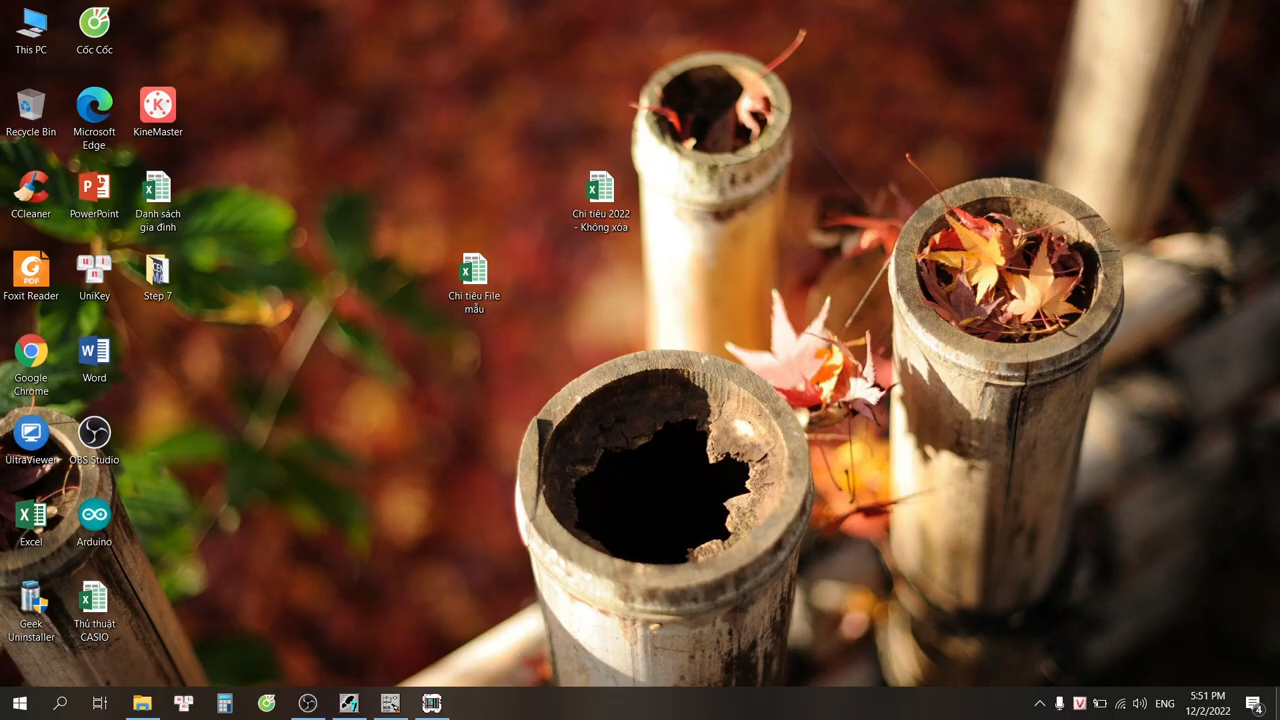 This PC
Cốc Cốc
Recycle Bin
Microsoft
Edge
KineMaster
CCleaner
PowerPoint
Danh sách
gia đình
Chi tiêu 2022
- Không xóa
Foxit Reader
UniKey
Step 7
Chi tiêu File
mẫu
Google
Chrome
Word
UltraViewer
OBS Studio
Excel
Arduino
Geek
Uninstaller
Thủ thuật
CASIO
ENG
5:51 PM
12/2/2022
4